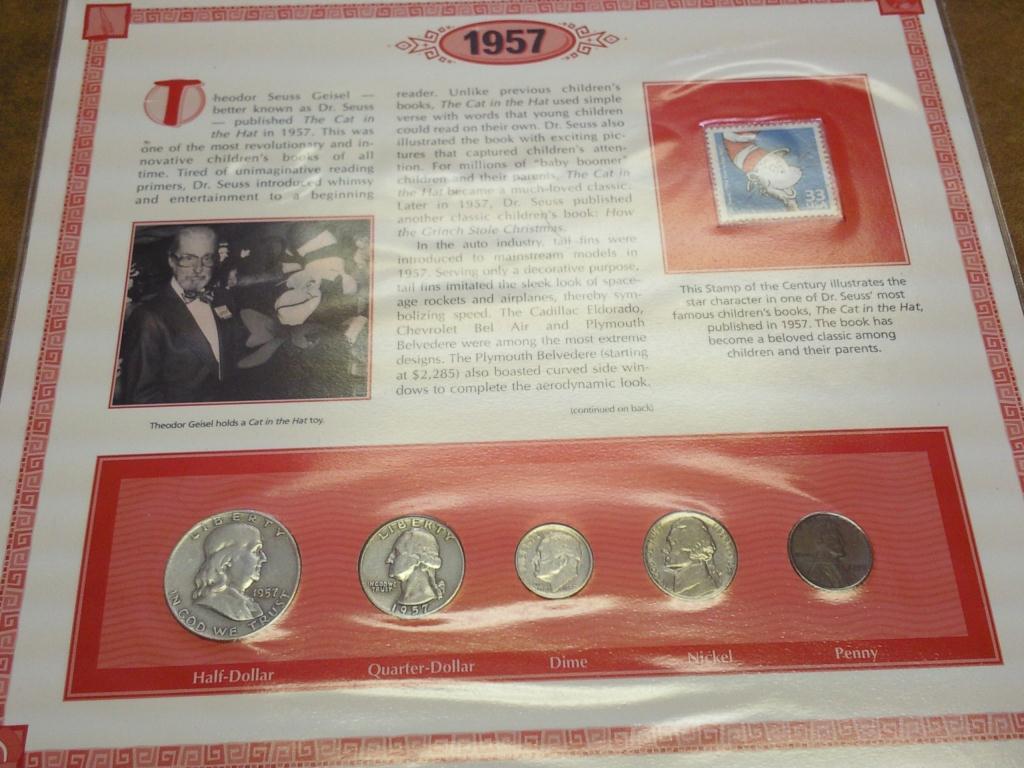 1957
Theodor Seuss Geisel —
better known as Dr. Seuss
— published The Cat in
the Hat in 1957. This was
one of the most revolutionary and in-
novative children's books of all
time. Tired of unimaginative reading
primers, Dr. Seuss introduced whimsy
and entertainment to a beginning
Theodor Geisel holds a Cat in the Hat toy.
reader. Unlike previous children's
books, The Cat in the Hat used simple
verse with words that young children
could read on their own. Dr. Seuss also
illustrated the book with exciting pic-
tures that captured children's atten-
tion. For millions of "baby boomer"
children and their parents, The Cat in
the Hat became a much-loved classic.
Later in 1957, Dr. Seuss published
another classic children's book: How
the Grinch Stole Christmas.
In the auto industry, tail fins were
introduced to mainstream models in
1957. Serving only a decorative purpose,
tail fins imitated the sleek look of space-
age rockets and airplanes, thereby sym-
bolizing speed. The Cadillac Eldorado,
Chevrolet Bel Air and Plymouth
Belvedere were among the most extreme
designs. The Plymouth Belvedere (starting
at $2,285) also boasted curved side win-
dows to complete the aerodynamic look.
(continued on back)
33
This Stamp of the Century illustrates the
star character in one of Dr. Seuss' most
famous children's books, The Cat in the Hat,
published in 1957. The book has
become a beloved classic among
children and their parents.
LIBERTY
1957
IN GOD WE TRUST
LIBERTY
IN GOD WE
TRUST
1957
Half-Dollar
Quarter-Dollar
Dime
Nickel
Penny